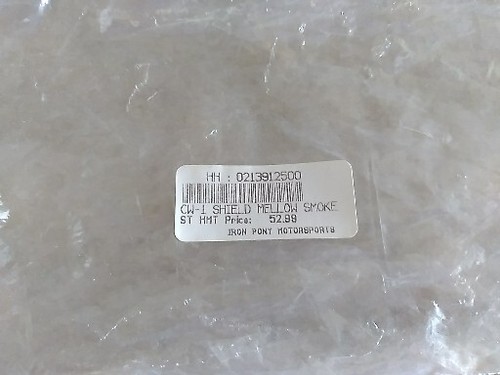 HH : 0213912500
CW-1 SHIELD MELLOW SMOKE
ST HMT Price: 52.99
IRON PONY MOTORSPORTS